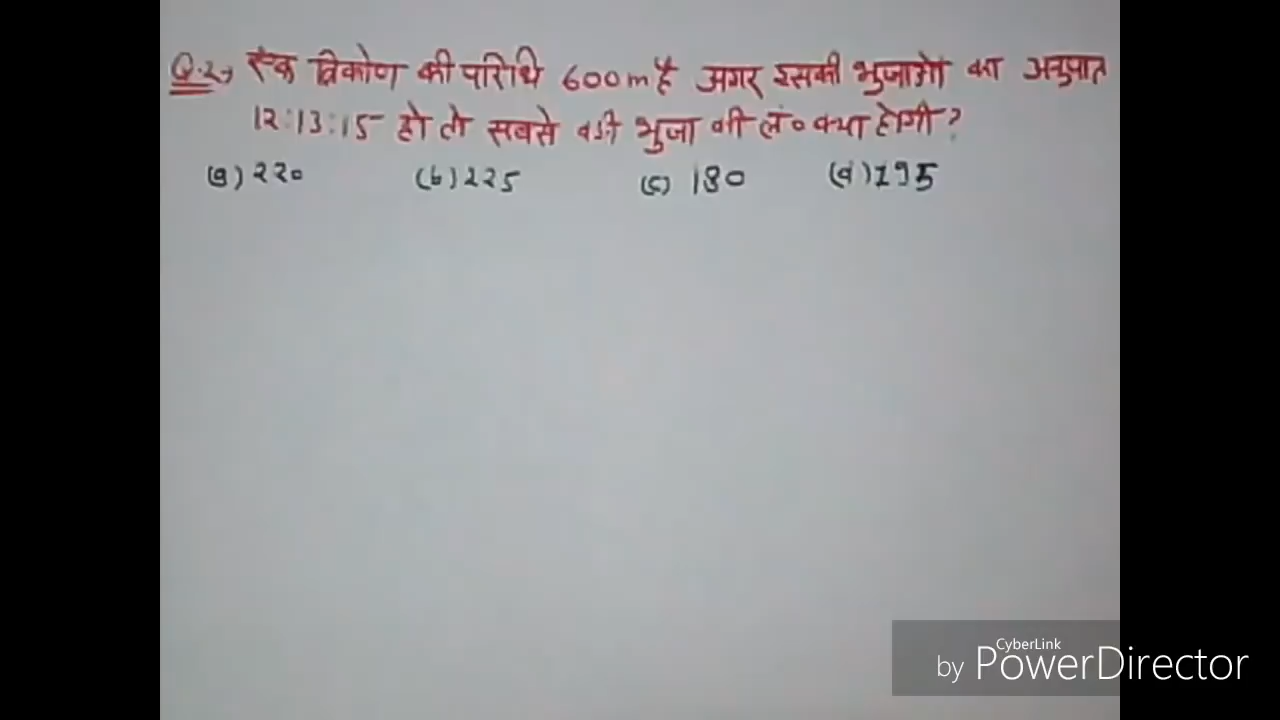 Q.2→ एक त्रिकोण की परिधि 600m है अगर इसकी भुजाओं का अनुपात
12:13:15 हो तो सबसे बड़ी भुजा की लं० क्या होगी?
(a) 220 (b) 225 (c) 180 (d) 195
CyberLink
by PowerDirector